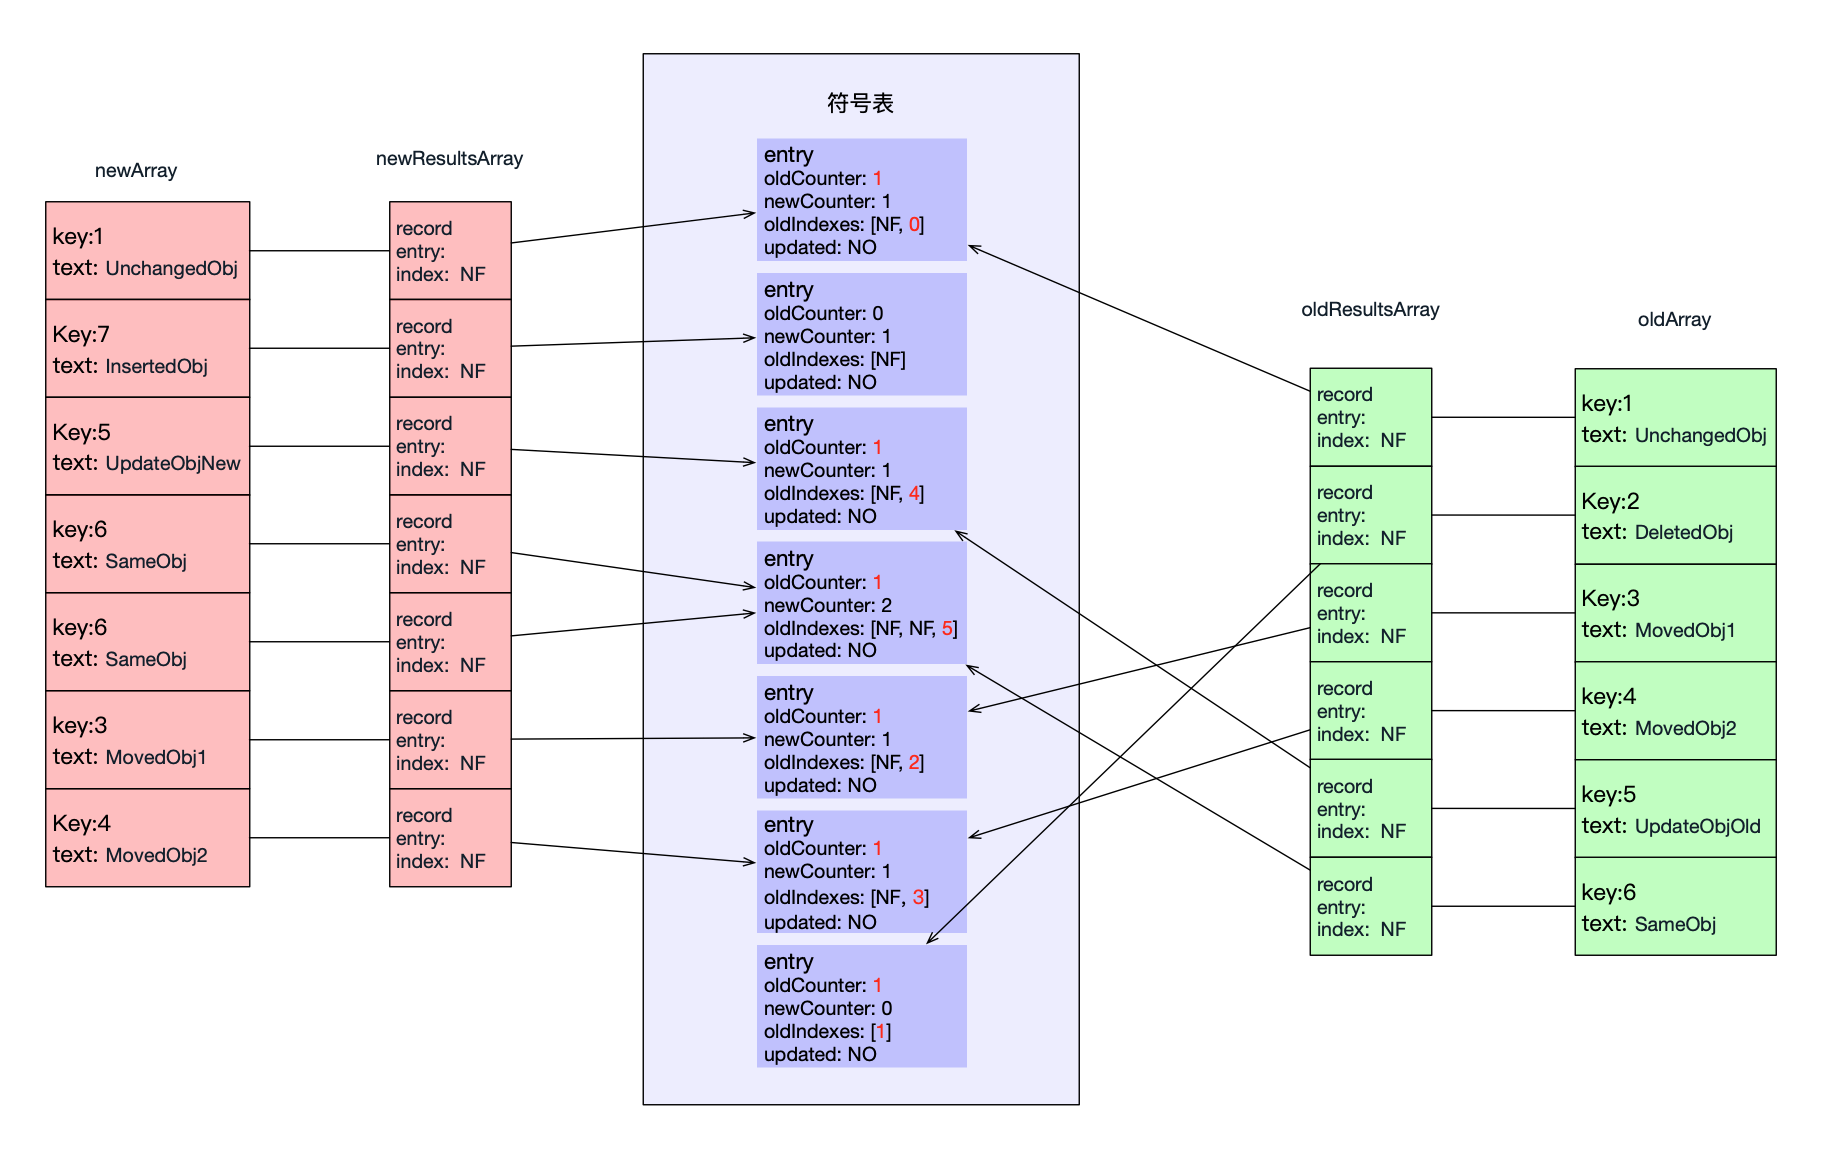 newArray
key:1
text: UnchangedObj
Key:7
text: InsertedObj
Key:5
text: UpdateObjNew
key:6
text: SameObj
key:6
text: SameObj
key:3
text: MovedObj1
Key:4
text: MovedObj2
newResultsArray
record
entry:
index: NF
record
entry:
index: NF
record
entry:
index: NF
record
entry:
index: NF
record
entry:
index: NF
record
entry:
index: NF
record
entry:
index: NF
符号表
entry
oldCounter: 1
newCounter: 1
oldIndexes: [NF, 0]
updated: NO
entry
oldCounter: 0
newCounter: 1
oldIndexes: [NF]
updated: NO
entry
oldCounter: 1
newCounter: 1
oldIndexes: [NF, 4]
updated: NO
entry
oldCounter: 1
newCounter: 2
oldIndexes: [NF, NF, 5]
updated: NO
entry
oldCounter: 1
newCounter: 1
oldIndexes: [NF, 2]
updated: NO
entry
oldCounter: 1
newCounter: 1
oldIndexes: [NF, 3]
updated: NO
entry
oldCounter: 1
newCounter: 0
oldIndexes: [1]
updated: NO
oldResultsArray
record
entry:
index: NF
record
entry:
index: NF
record
entry:
index: NF
record
entry:
index: NF
record
entry:
index: NF
record
entry:
index: NF
oldArray
key:1
text: UnchangedObj
Key:2
text: DeletedObj
Key:3
text: MovedObj1
key:4
text: MovedObj2
key:5
text: UpdateObjOld
key:6
text: SameObj